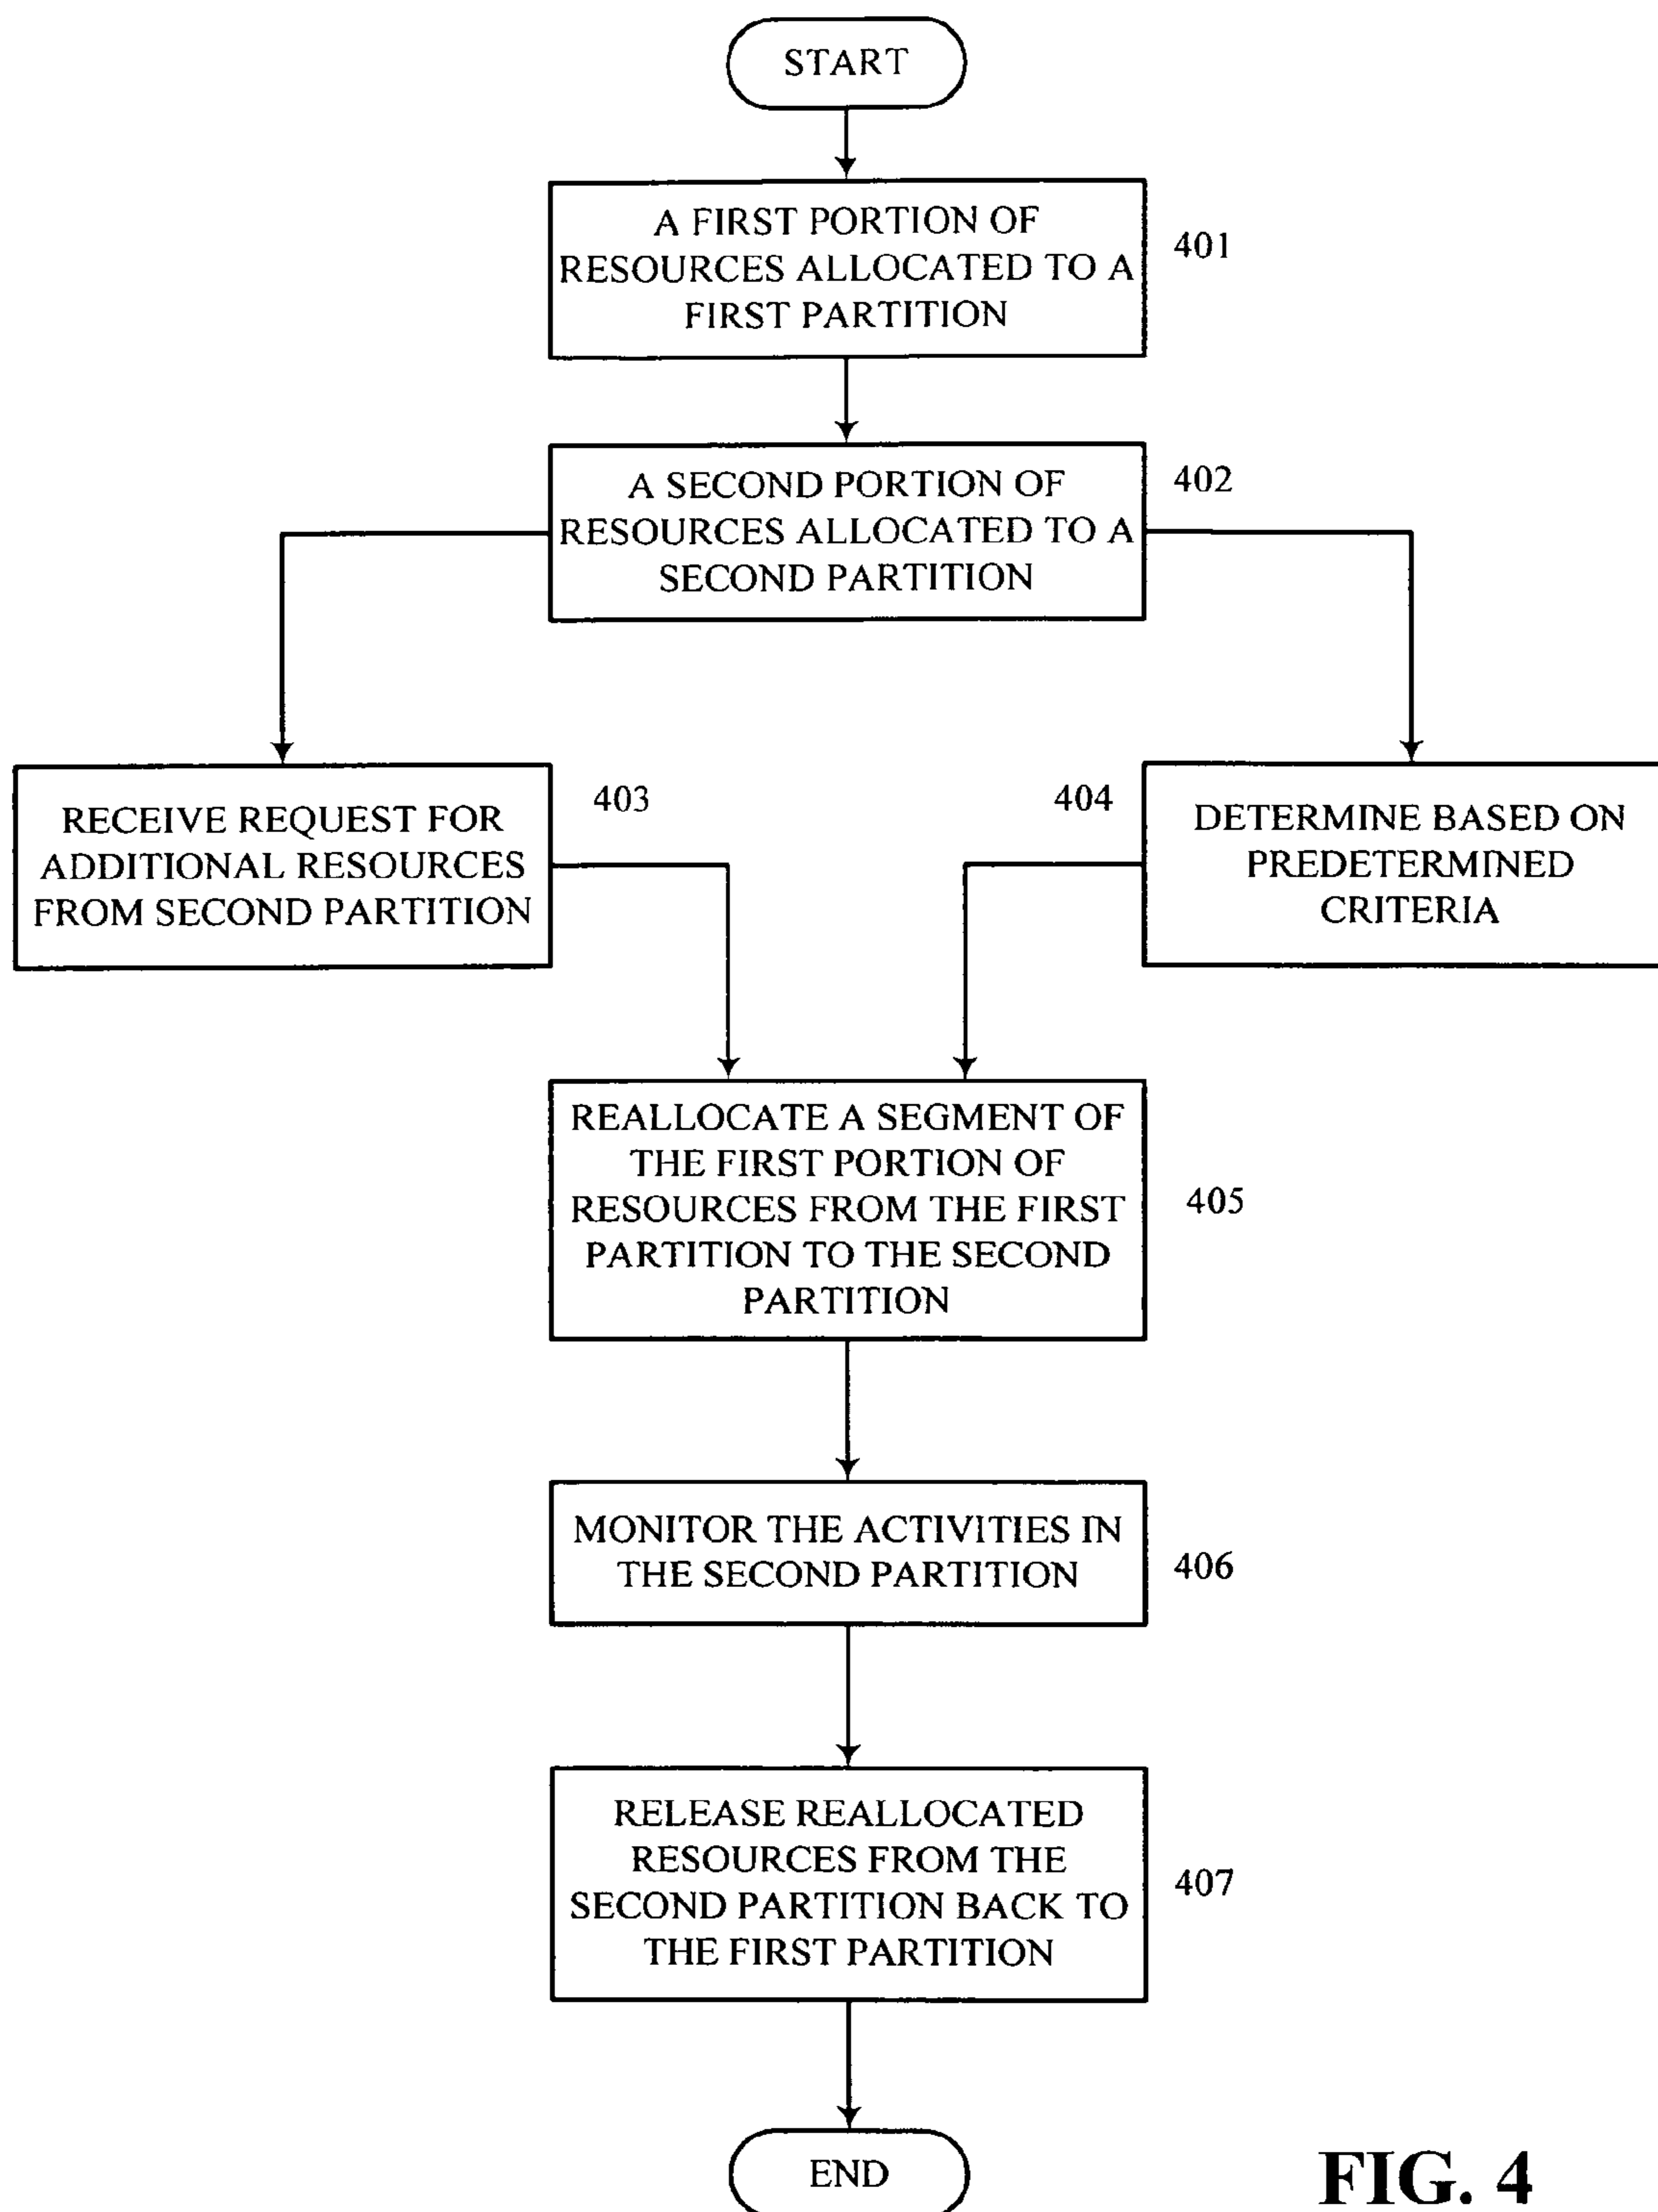 START
A FIRST PORTION OF
RESOURCES ALLOCATED TO A
FIRST PARTITION
401
A SECOND PORTION OF
RESOURCES ALLOCATED TO A
SECOND PARTITION
402
RECEIVE REQUEST FOR
ADDITIONAL RESOURCES
FROM SECOND PARTITION
403
404
DETERMINE BASED ON
PREDETERMINED
CRITERIA
REALLOCATE A SEGMENT OF
THE FIRST PORTION OF
RESOURCES FROM THE FIRST
PARTITION TO THE SECOND
PARTITION
405
MONITOR THE ACTIVITIES IN
THE SECOND PARTITION
406
RELEASE REALLOCATED
RESOURCES FROM THE
SECOND PARTITION BACK TO
THE FIRST PARTITION
407
END
FIG. 4